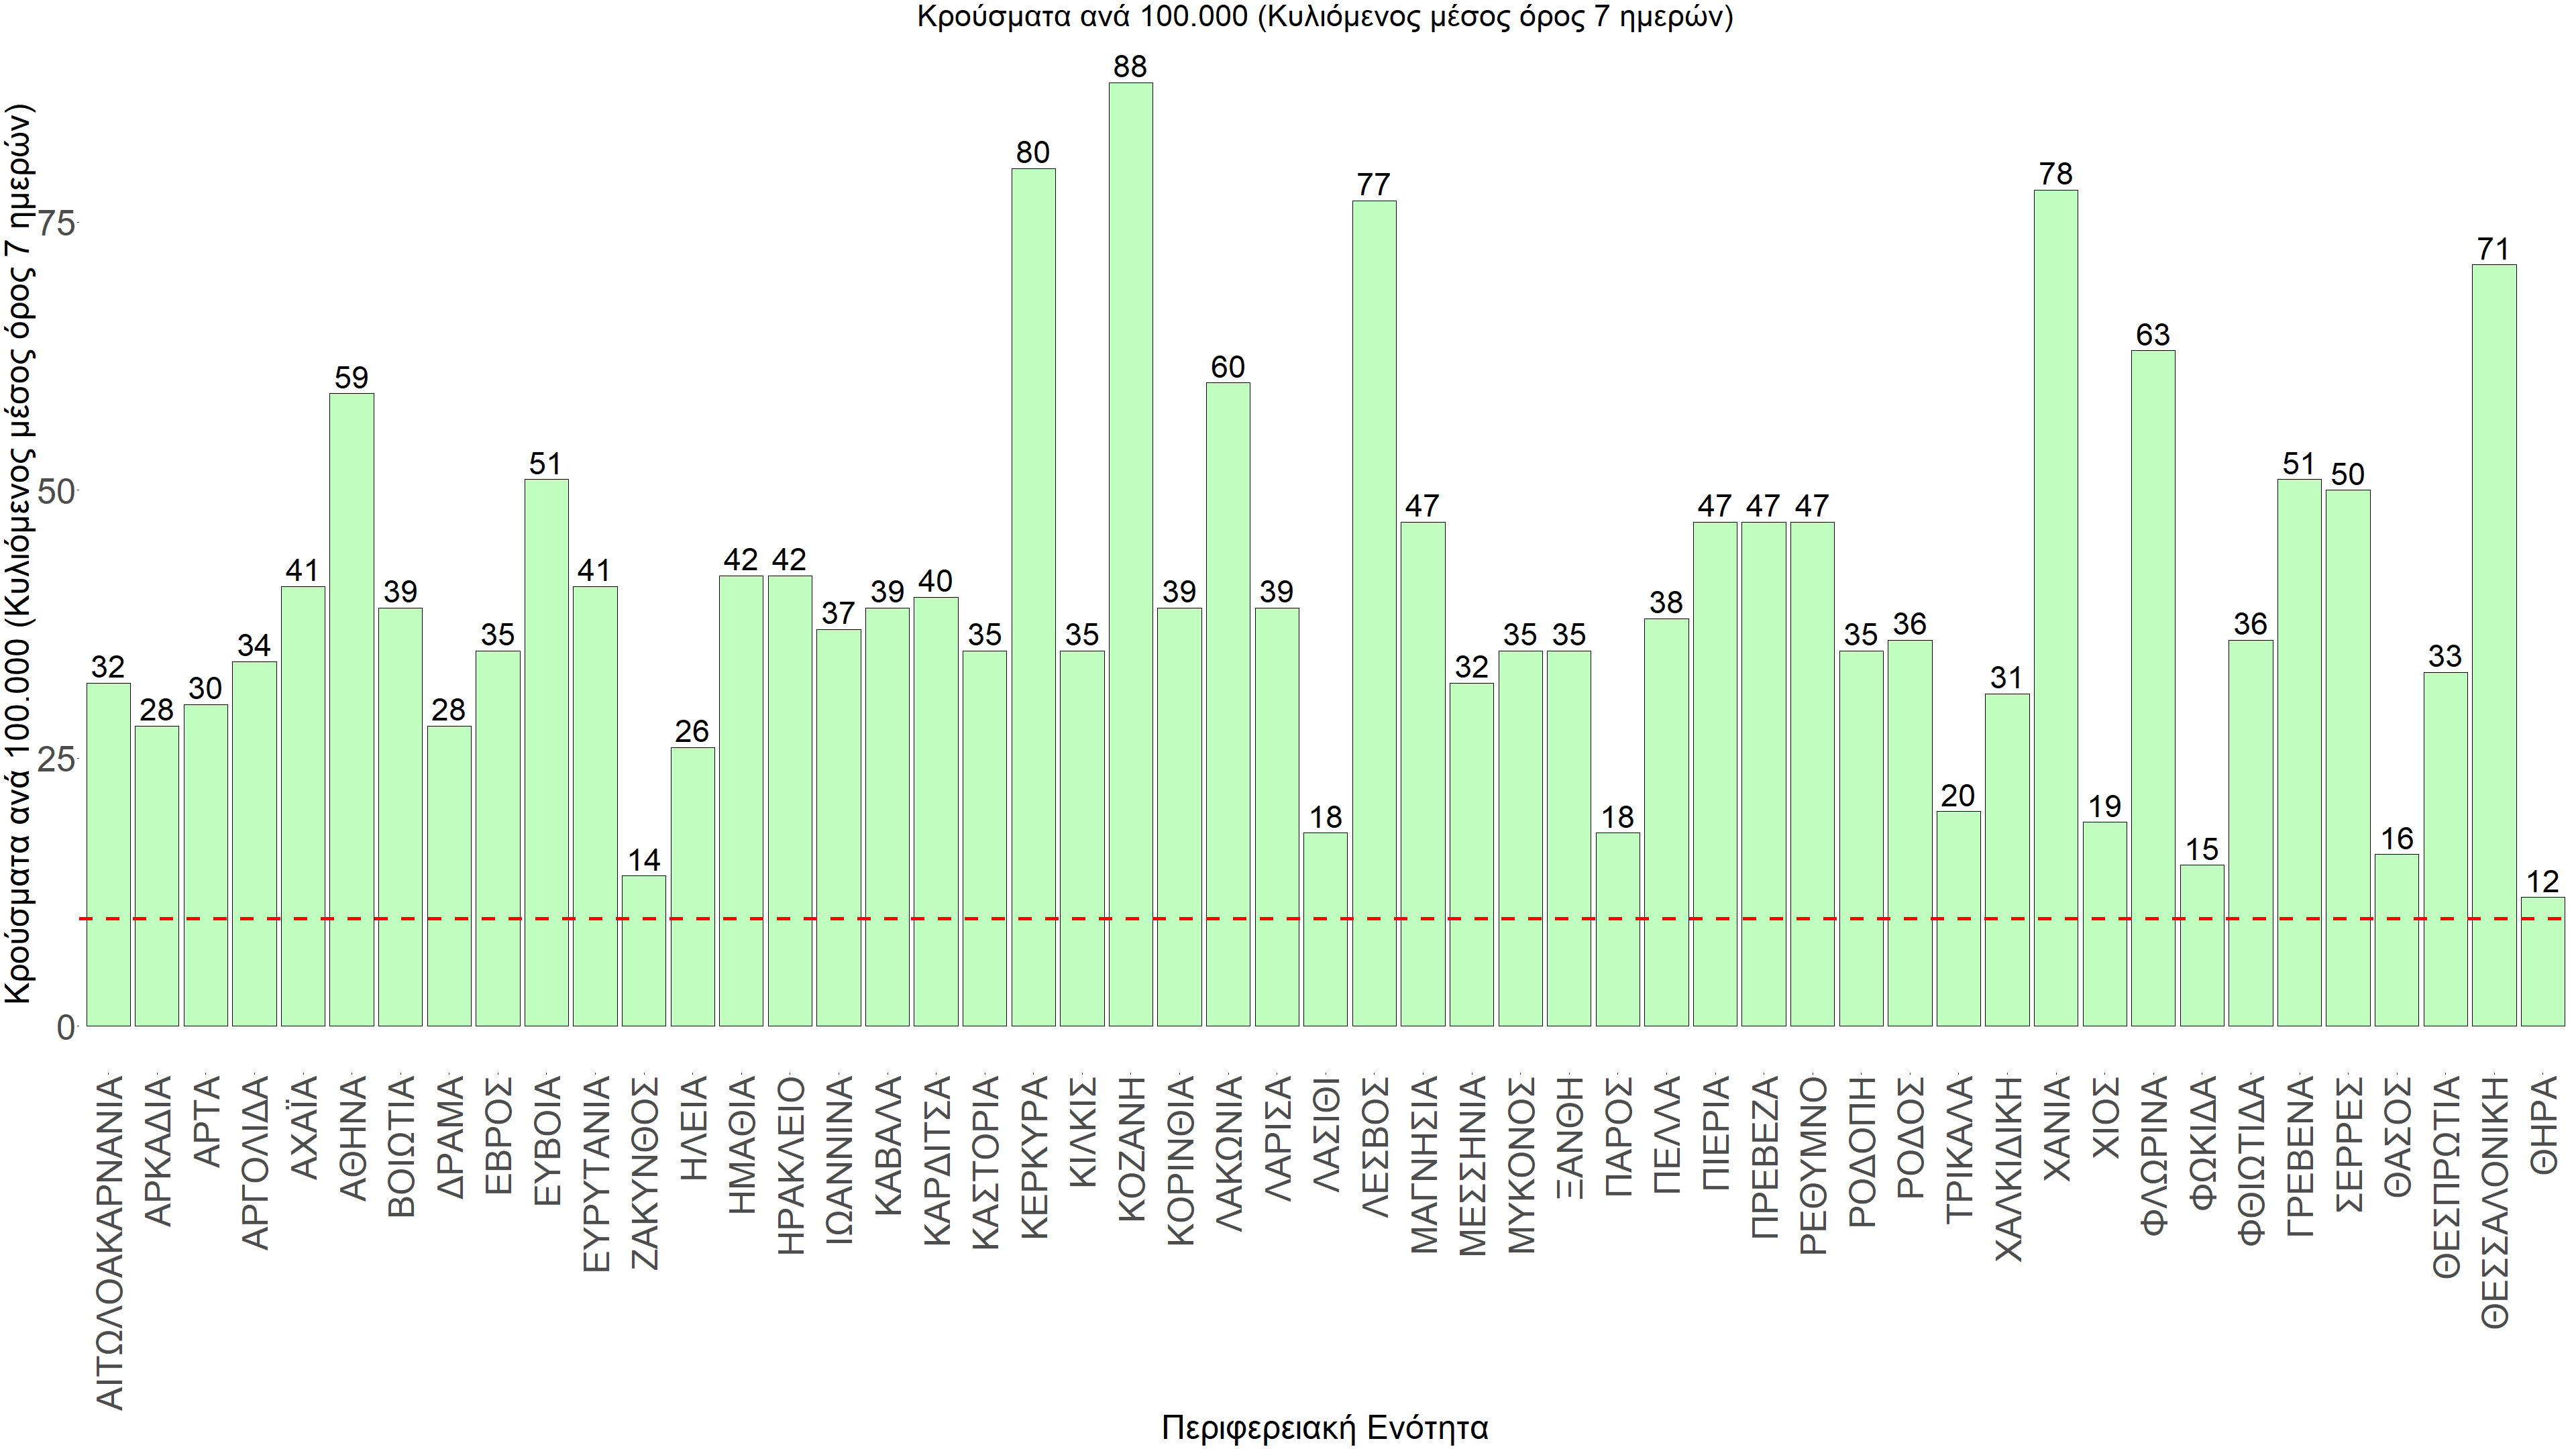 Κρούσματα ανά 100.000 (Κυλιόμενος μέσος όρος 7 ημερών)
Κρούσματα ανά 100.000 (Κυλιόμενος μέσος όρος 7 ημερών)
75
50
25
0
32
28
30
34
41
59
39
28
35
51
41
14
26
42
42
37
39
40
35
80
35
88
39
60
39
18
77
47
32
35
35
18
38
47
47
47
35
36
20
31
78
19
63
15
36
51
50
16
33
71
12
ΑΙΤΩΛΟΑΚΑΡΝΑΝΙΑ
ΑΡΚΑΔΙΑ
ΑΡΤΑ
ΑΡΓΟΛΙΔΑ
ΑΧΑΪΑ
ΑΘΗΝΑ
ΒΟΙΩΤΙΑ
ΔΡΑΜΑ
ΕΒΡΟΣ
ΕΥΒΟΙΑ
ΕΥΡΥΤΑΝΙΑ
ΖΑΚΥΝΘΟΣ
ΗΛΕΙΑ
ΗΜΑΘΙΑ
ΗΡΑΚΛΕΙΟ
ΙΩΑΝΝΙΝΑ
ΚΑΒΑΛΑ
ΚΑΡΔΙΤΣΑ
ΚΑΣΤΟΡΙΑ
ΚΕΡΚΥΡΑ
ΚΙΛΚΙΣ
ΚΟΖΑΝΗ
ΚΟΡΙΝΘΙΑ
ΛΑΚΩΝΙΑ
ΛΑΡΙΣΑ
ΛΑΣΙΘΙ
ΛΕΣΒΟΣ
ΜΑΓΝΗΣΙΑ
ΜΕΣΣΗΝΙΑ
ΜΥΚΟΝΟΣ
ΞΑΝΘΗ
ΠΑΡΟΣ
ΠΕΛΛΑ
ΠΙΕΡΙΑ
ΠΡΕΒΕΖΑ
ΡΕΘΥΜΝΟ
ΡΟΔΟΠΗ
ΡΟΔΟΣ
ΤΡΙΚΑΛΑ
ΧΑΛΚΙΔΙΚΗ
ΧΑΝΙΑ
ΧΙΟΣ
ΦΛΩΡΙΝΑ
ΦΩΚΙΔΑ
ΦΘΙΩΤΙΔΑ
ΓΡΕΒΕΝΑ
ΣΕΡΡΕΣ
ΘΑΣΟΣ
ΘΕΣΠΡΩΤΙΑ
ΘΕΣΣΑΛΟΝΙΚΗ
ΘΗΡΑ
Περιφερειακή Ενότητα